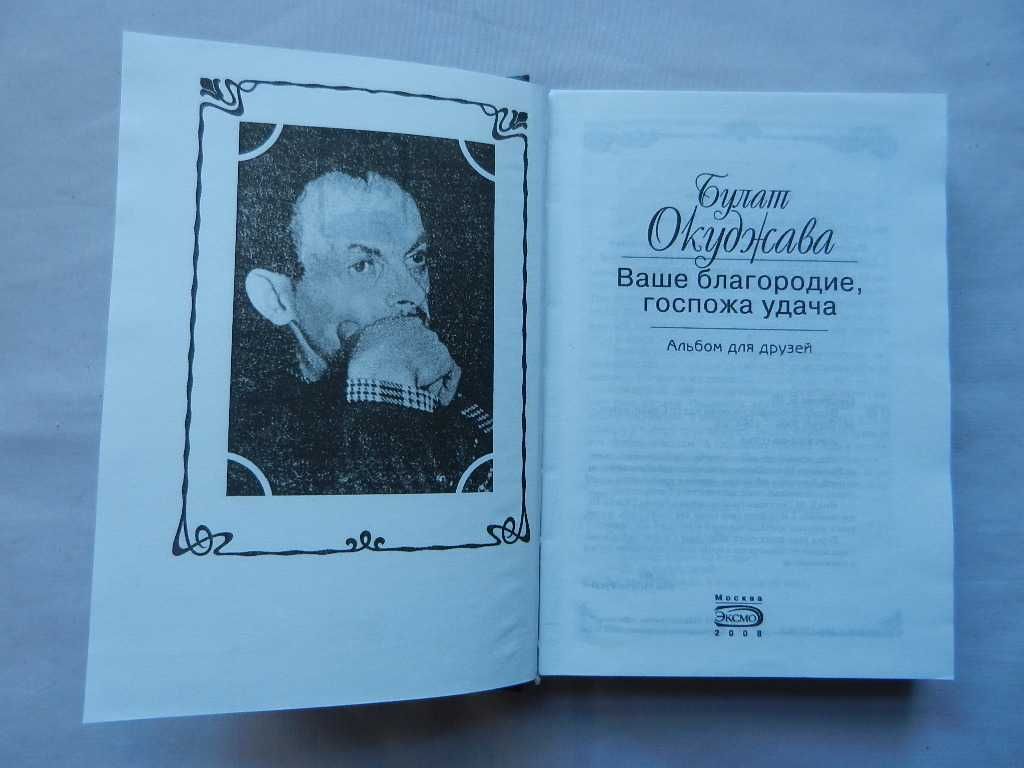 Булат
Окуджава
Ваше благородие,
госпожа удача
Альбом для друзей
Москва
ЭКСМО
2008